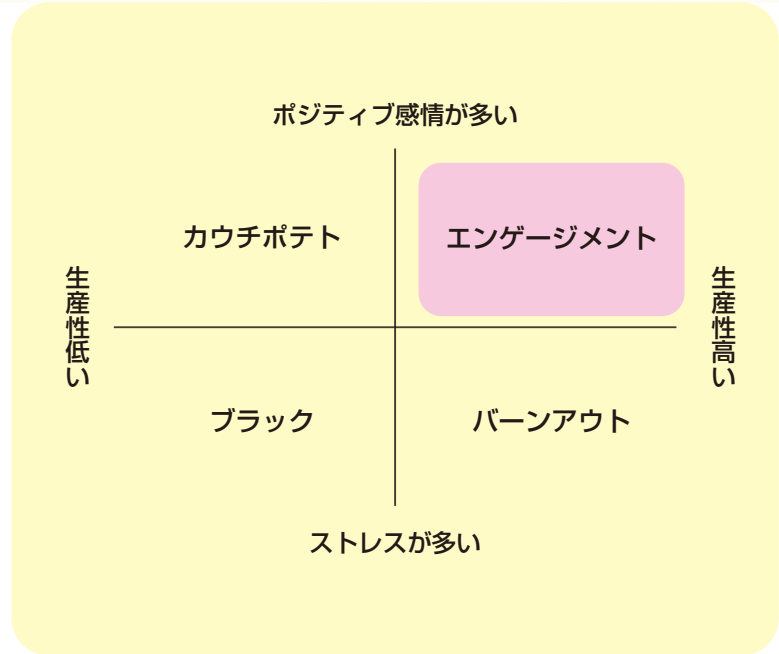 ポジティブ感情が多い
カウチポテト
エンゲージメント
生産性低い
生産性高い
ブラック
バーンアウト
ストレスが多い